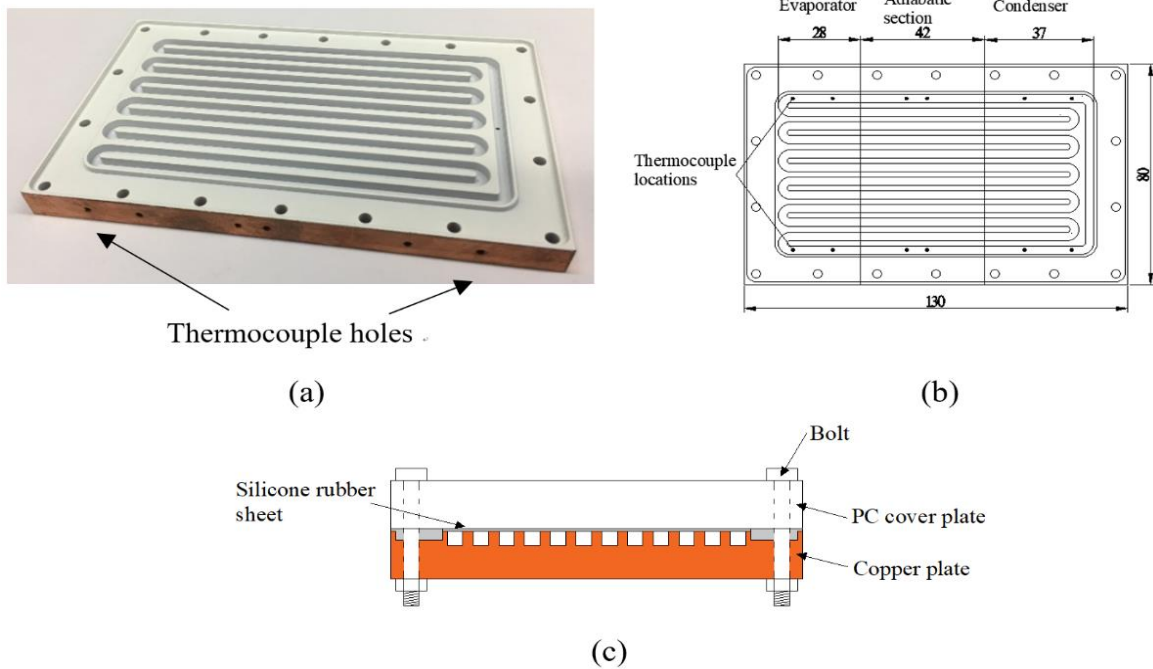 Thermocouple holes
(a)
Evaporator
Adiabatic
section
Condenser
28
42
37
Thermocouple
locations
80
130
(b)
Silicone rubber
sheet
Bolt
PC cover plate
Copper plate
(c)